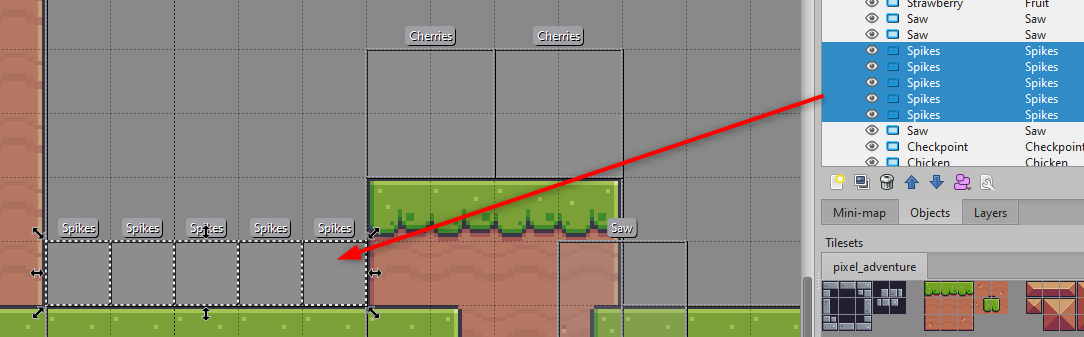 Cherries Cherries
Spikes Spikes Spikes Spikes Spikes
Saw
Strawberry Fruit
Saw Saw
Saw Saw
Spikes Spikes
Spikes Spikes
Spikes Spikes
Spikes Spikes
Spikes Spikes
Saw Saw
Checkpoint Checkpoint
Chicken Chicken
Mini-map Objects Layers
Tilesets
pixel_adventure